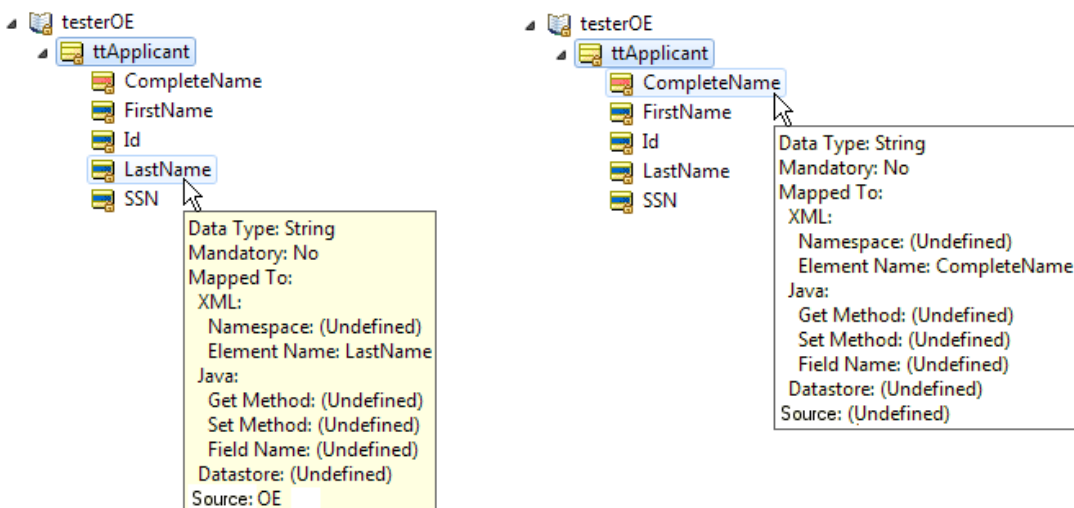 testerOE
ttApplicant
CompleteName
FirstName
Id
LastName
SSN
Data Type: String
Mandatory: No
Mapped To:
XML:
Namespace: (Undefined)
Element Name: LastName
Java:
Get Method: (Undefined)
Set Method: (Undefined)
Field Name: (Undefined)
Datastore: (Undefined)
Source: OE
testerOE
ttApplicant
CompleteName
FirstName
Id
LastName
SSN
Data Type: String
Mandatory: No
Mapped To:
XML:
Namespace: (Undefined)
Element Name: CompleteName
Java:
Get Method: (Undefined)
Set Method: (Undefined)
Field Name: (Undefined)
Datastore: (Undefined)
Source: (Undefined)